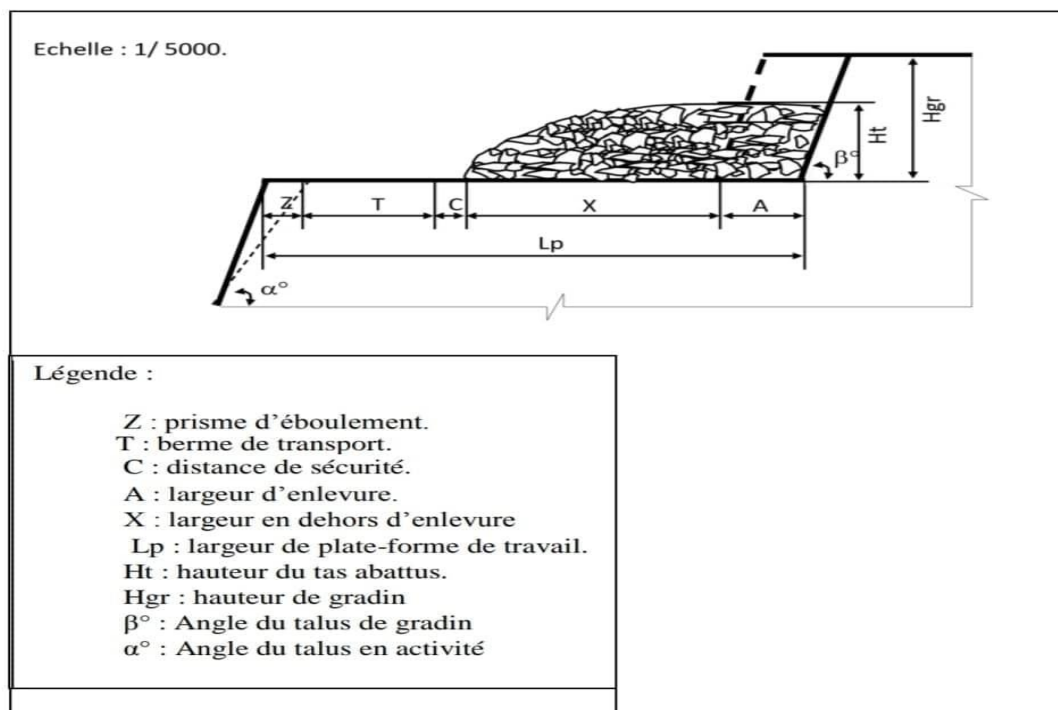 Echelle : 1/ 5000.
Hgr
Ht
β°
Z
T
C
X
A
Lp
α°
Légende :
Z : prisme d’éboulement.
T : berme de transport.
C : distance de sécurité.
A : largeur d’enlevure.
X : largeur en dehors d’enlevure
Lp : largeur de plate-forme de travail.
Ht : hauteur du tas abattus.
Hgr : hauteur de gradin
β° : Angle du talus de gradin
α° : Angle du talus en activité